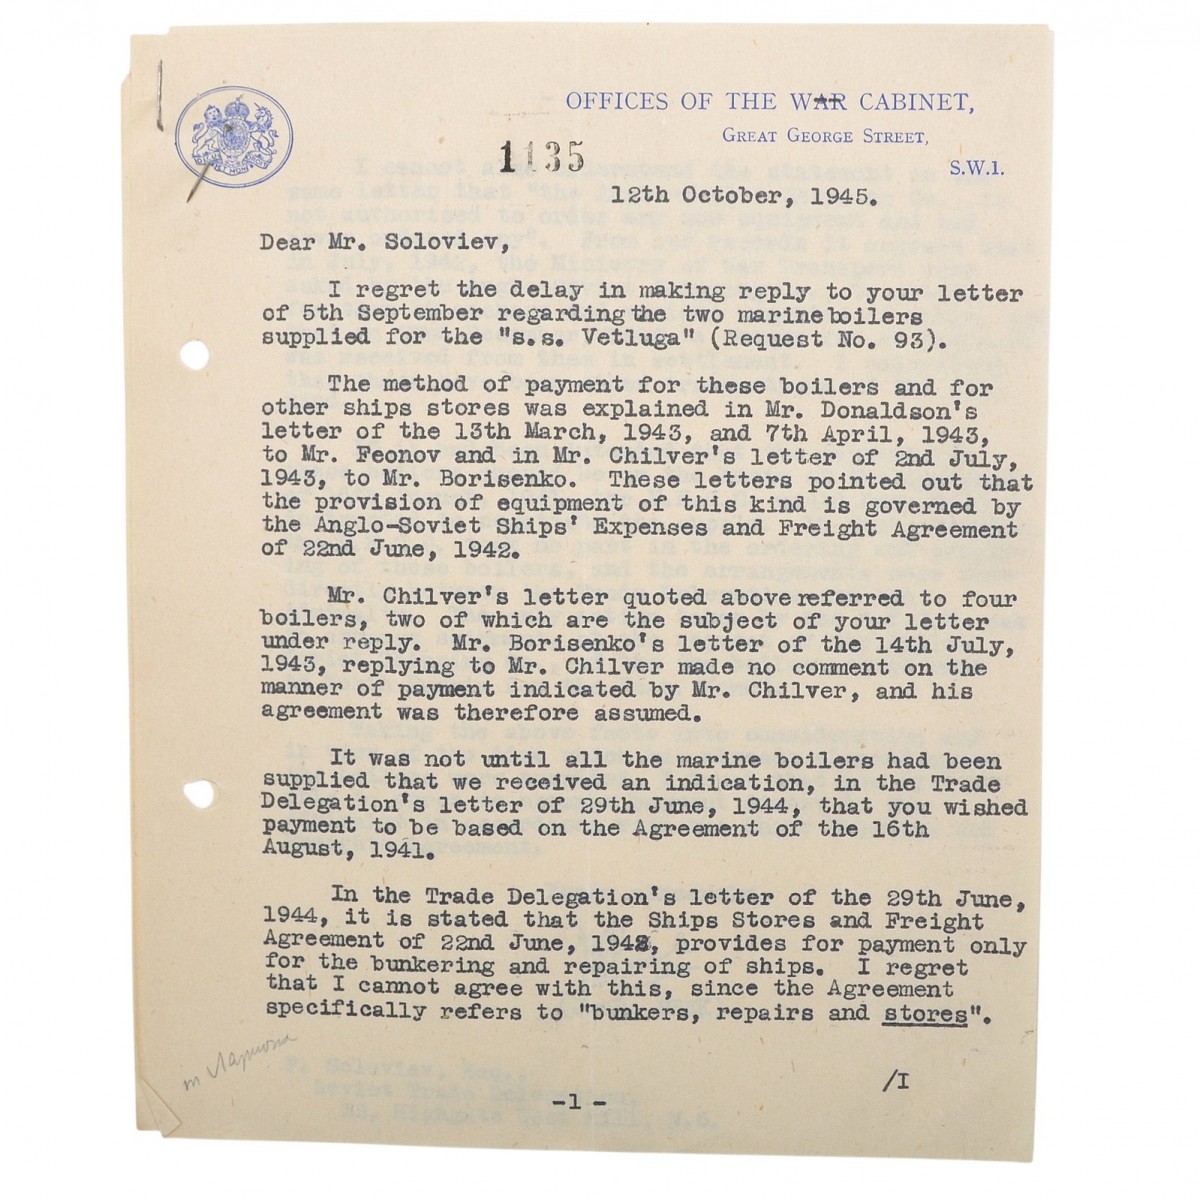 OFFICES OF THE WAR CABINET,
GREAT GEORGE STREET,
S.W.1.
1135
12th October, 1945.
Dear Mr. Soloviev,
I regret the delay in making reply to your letter
of 5th September regarding the two marine boilers
supplied for the "s.s. Vetluga" (Request No. 93).
The method of payment for these boilers and for
other ships stores was explained in Mr. Donaldson's
letter of the 13th March, 1943, and 7th April, 1943,
to Mr. Feonov and in Mr. Chilver's letter of 2nd July,
1943, to Mr. Borisenko. These letters pointed out that
the provision of equipment of this kind is governed by
the Anglo-Soviet Ships' Expenses and Freight Agreement
of 22nd June, 1942.
Mr. Chilver's letter quoted above referred to four
boilers, two of which are the subject of your letter
under reply. Mr. Borisenko's letter of the 14th July,
1943, replying to Mr. Chilver made no comment on the
manner of payment indicated by Mr. Chilver, and his
agreement was therefore assumed.
It was not until all the marine boilers had been
supplied that we received an indication, in the Trade
Delegation's letter of 29th June, 1944, that you wished
payment to be based on the Agreement of the 16th
August, 1941.
In the Trade Delegation's letter of the 29th June,
1944, it is stated that the Ships Stores and Freight
Agreement of 22nd June, 1942, provides for payment only
for the bunkering and repairing of ships. I regret
that I cannot agree with this, since the Agreement
specifically refers to "bunkers, repairs and stores".
/I
-1-